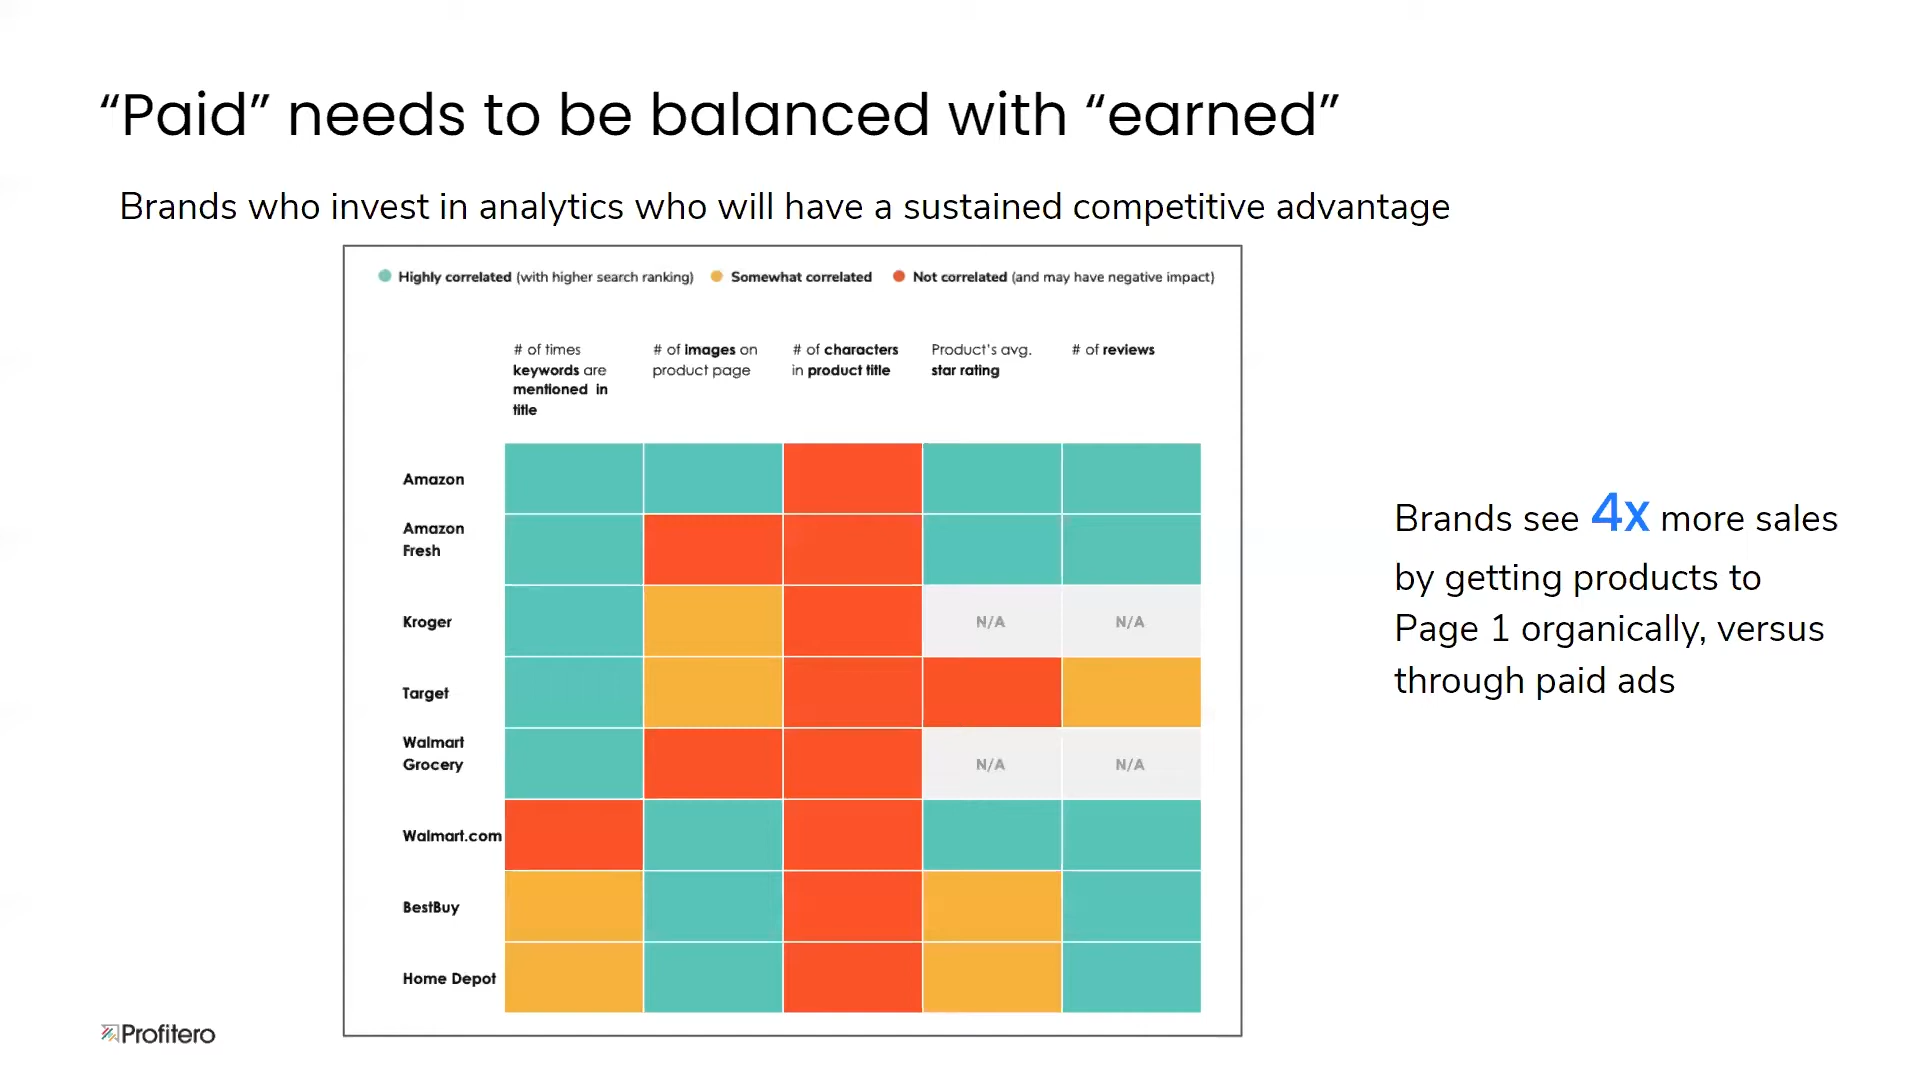 “Paid” needs to be balanced with “earned”
Brands who invest in analytics who will have a sustained competitive advantage
Highly correlated (with higher search ranking) Somewhat correlated Not correlated (and may have negative impact)
# of times
keywords are
mentioned in
title
# of images on
product page
# of characters
in product title
Product’s avg.
star rating
# of reviews
Amazon
Amazon
Fresh
Kroger N/A N/A
Target
Walmart
Grocery N/A N/A
Walmart.com
BestBuy
Home Depot
Brands see 4x more sales
by getting products to
Page 1 organically, versus
through paid ads
Profitero